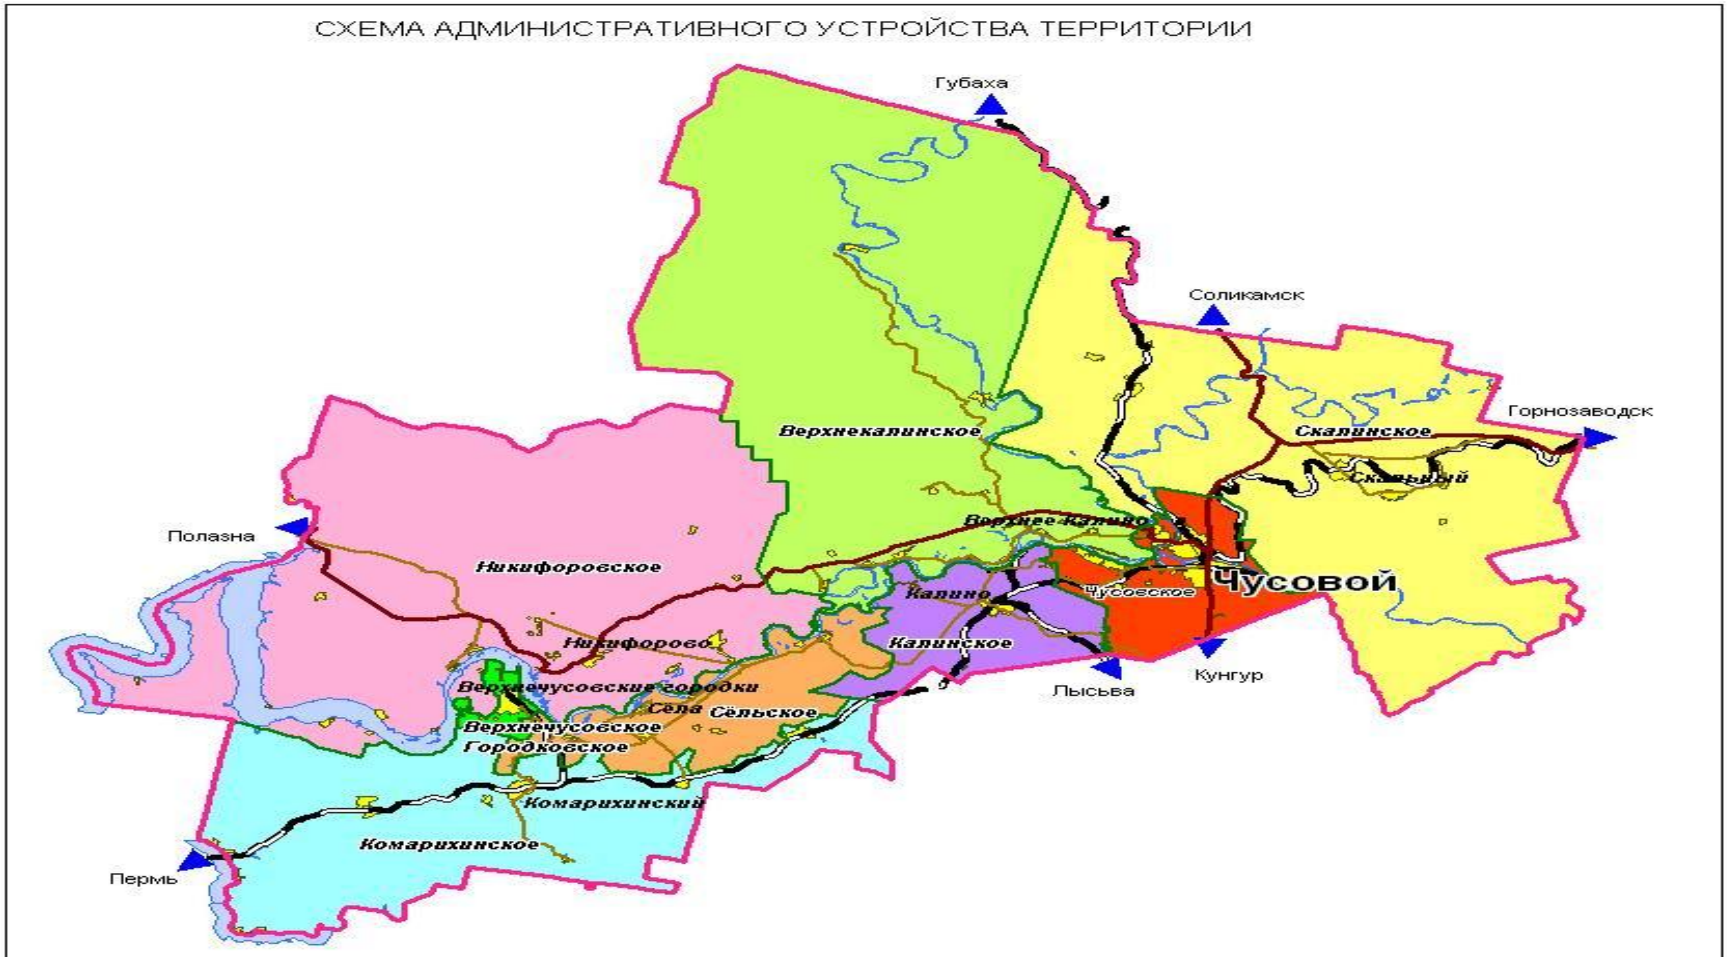 СХЕМА АДМИНИСТРАТИВНОГО УСТРОЙСТВА ТЕРРИТОРИИ
Губаха
Соликамск
Горнозаводск
Верхнекалинское
Скалинское
Скальный
Верхнее Калино
Полазна
Никифоровское
Чусовой
Калино
Чусовское
Никифорово
Калинское
Кунгур
Лысьва
Верхнечусовские городки
Села
Сёльское
Верхнечусовское
Городковское
Комарихинский
Комарихинское
Пермь